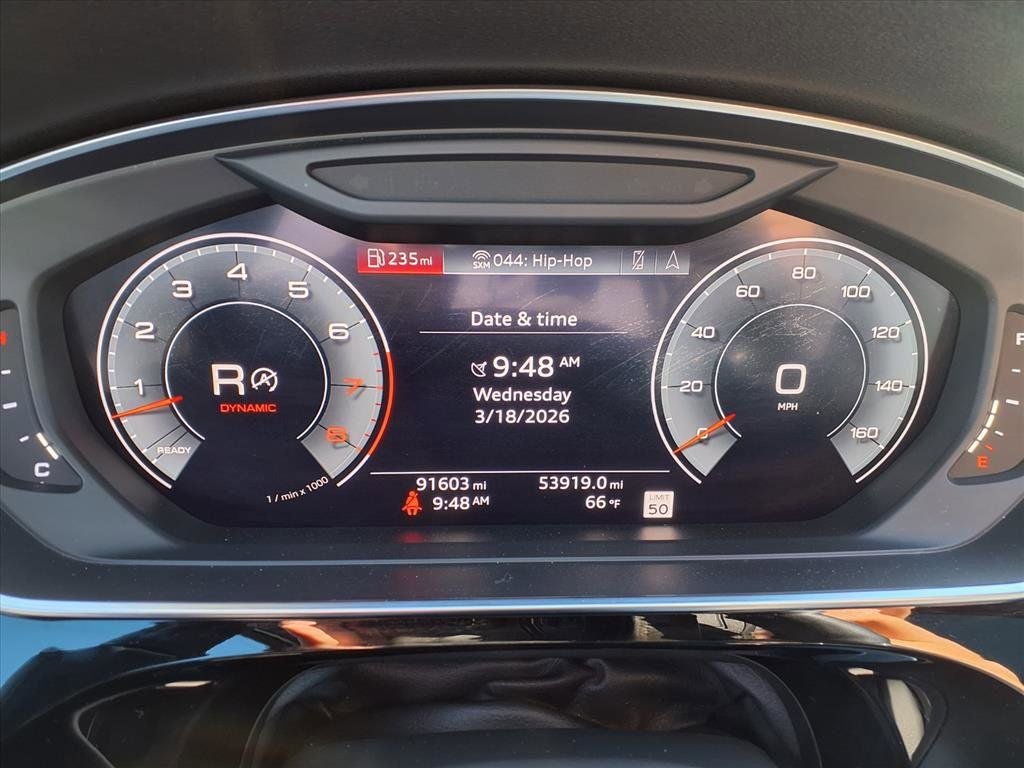 235 mi
SXM 044: Hip-Hop
Date & time
9:48 AM
Wednesday
3/18/2026
1
2
3
4
5
6
7
8
READY
R
A
DYNAMIC
1 / min x 1000
0
20
40
60
80
100
120
140
160
0
MPH
91603 mi
9:48 AM
53919.0 mi
66 °F
LIMIT
50
H
C
F
E